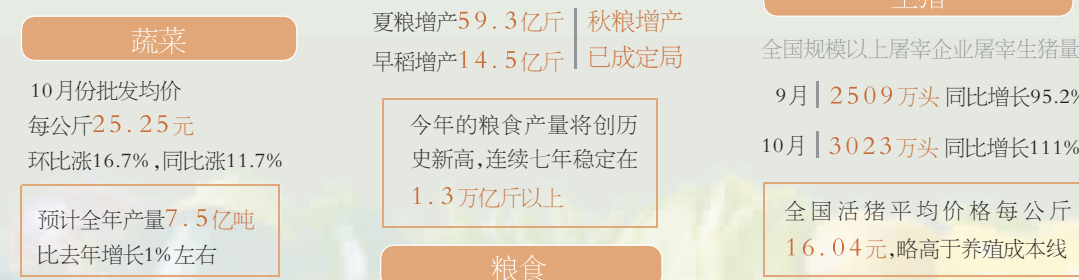 蔬菜
10月份批发均价
每公斤25.25元
环比涨16.7%,同比涨11.7%
预计全年产量7.5亿吨
比去年增长1%左右
夏粮增产59.3亿斤
早稻增产14.5亿斤
秋粮增产
已成定局
今年的粮食产量将创历
史新高,连续七年稳定在
1.3万亿斤以上
粮食
生猪
全国规模以上屠宰企业屠宰生猪量
9月 2509万头 同比增长95.2%
10月 3023万头 同比增长111%
全国活猪平均价格每公斤
16.04元,略高于养殖成本线